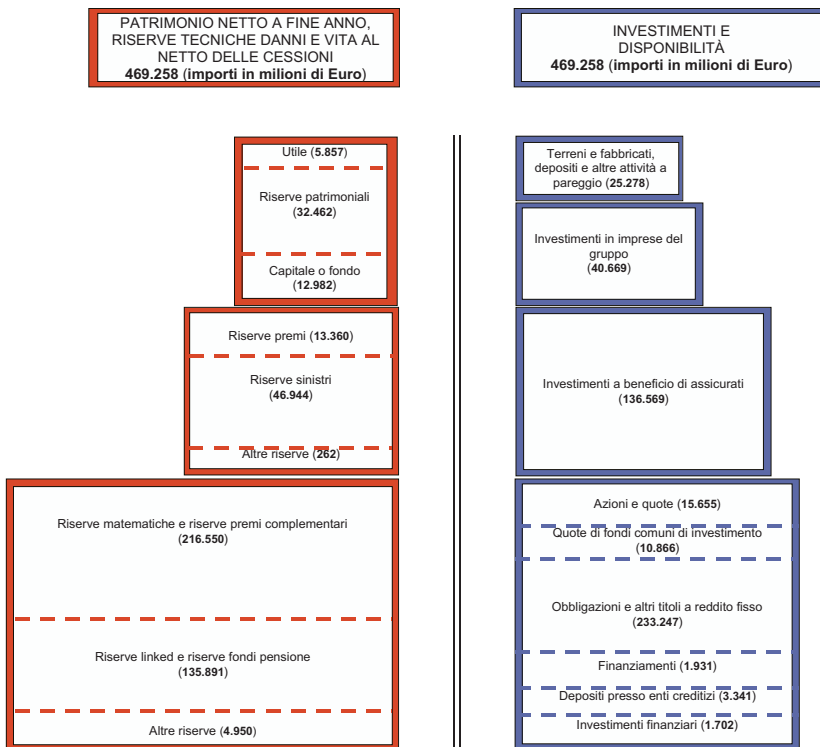 PATRIMONIO NETTO A FINE ANNO,
RISERVE TECNICHE DANNI E VITA AL
NETTO DELLE CESSIONI
469.258 (importi in milioni di Euro)
INVESTIMENTI E
DISPONIBILITÀ
469.258 (importi in milioni di Euro)
Utile (5.857)
Riserve patrimoniali
(32.462)
Capitale o fondo
(12.982)
Riserve premi (13.360)
Riserve sinistri
(46.944)
Altre riserve (262)
Riserve matematiche e riserve premi complementari
(216.550)
Riserve linked e riserve fondi pensione
(135.891)
Altre riserve (4.950)
Terreni e fabbricati,
depositi e altre attività a
pareggio (25.278)
Investimenti in imprese del
gruppo
(40.669)
Investimenti a beneficio di assicurati
(136.569)
Azioni e quote (15.655)
Quote di fondi comuni di investimento
(10.866)
Obbligazioni e altri titoli a reddito fisso
(233.247)
Finanziamenti (1.931)
Depositi presso enti creditizi (3.341)
Investimenti finanziari (1.702)